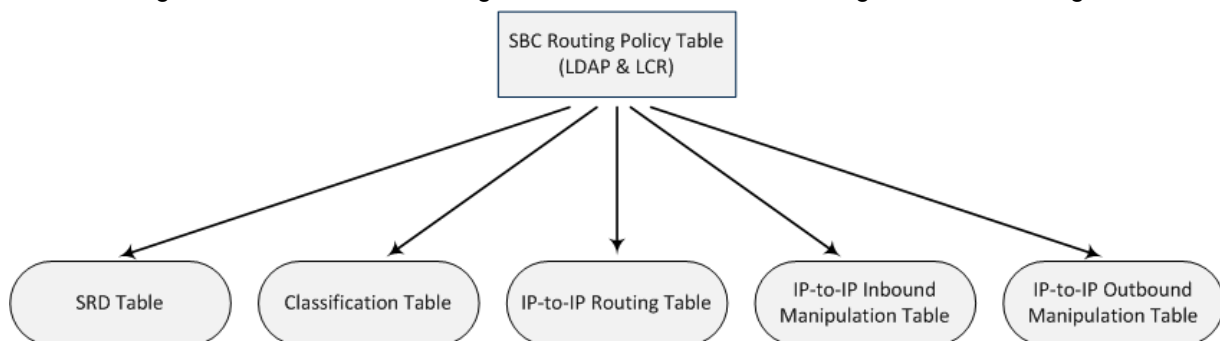 SBC Routing Policy Table
(LDAP & LCR)
SRD Table
Classification Table
IP-to-IP Routing Table
IP-to-IP Inbound
Manipulation Table
IP-to-IP Outbound
Manipulation Table